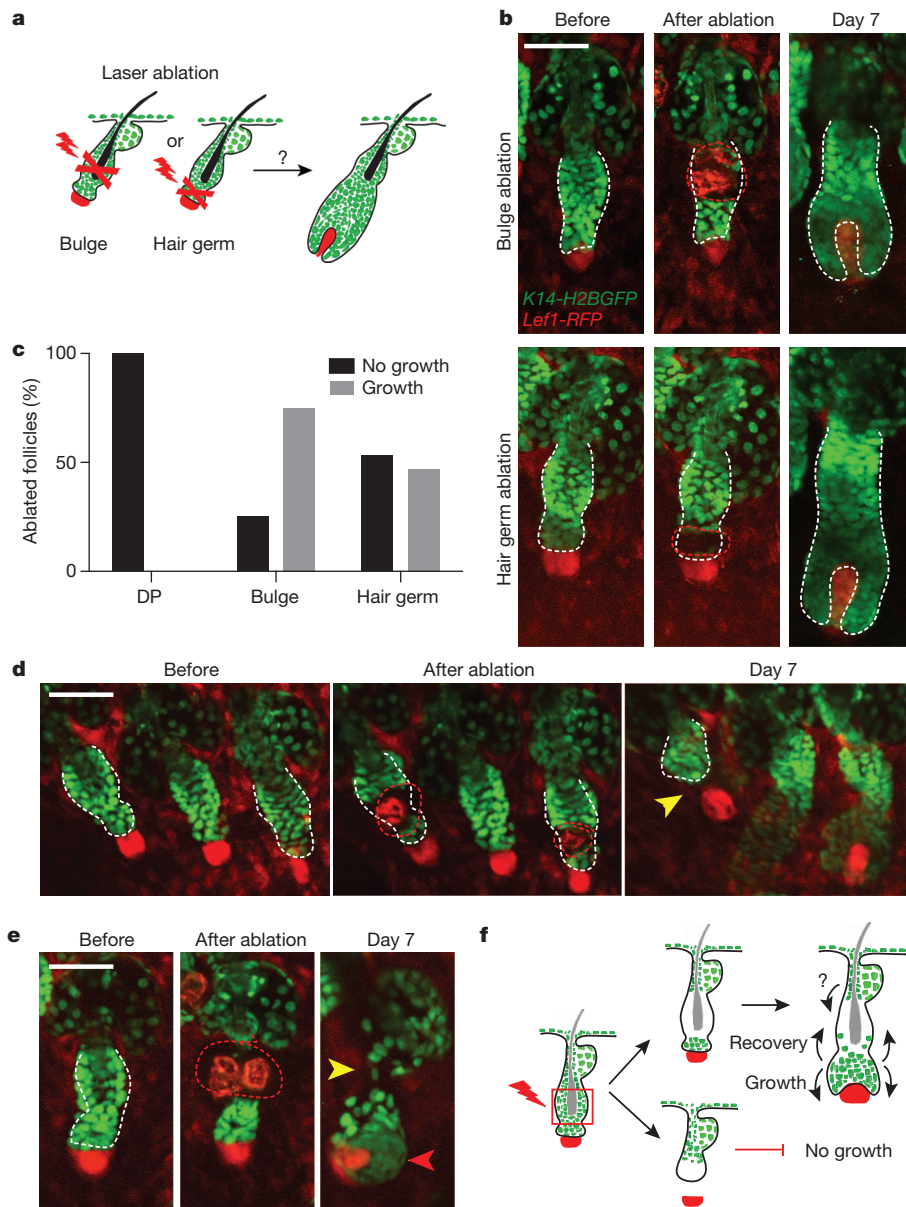 a
Laser ablation
or
?
Bulge
Hair germ
b
Before
After ablation
Day 7
Bulge ablation
K14-H2BGFP
Lef1-RFP
Hair germ ablation
c
Ablated follicles (%)
100
50
0
No growth
Growth
DP
Bulge
Hair germ
d
Before
After ablation
Day 7
e
Before
After ablation
Day 7
f
?
Recovery
Growth
No growth